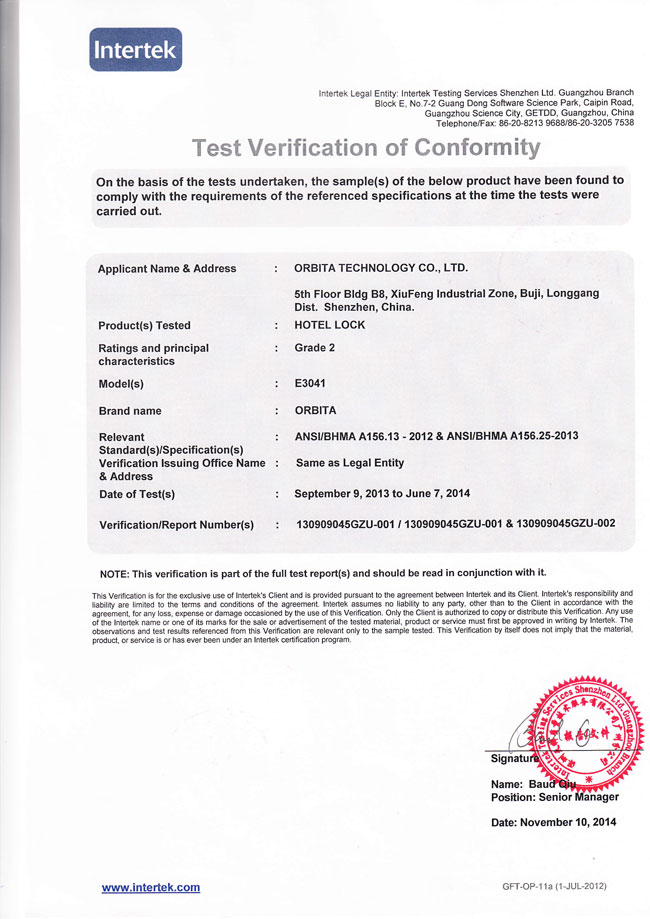 Intertek
Intertek Legal Entity: Intertek Testing Services Shenzhen Ltd. Guangzhou Branch
Block E, No.7-2 Guang Dong Software Science Park, Caipin Road,
Guangzhou Science City, GETDD, Guangzhou, China
Telephone/Fax: 86-20-8213 9688/86-20-3205 7538
Test Verification of Conformity
On the basis of the tests undertaken, the sample(s) of the below product have been found to
comply with the requirements of the referenced specifications at the time the tests were
carried out.
Applicant Name & Address : ORBITA TECHNOLOGY CO., LTD.
5th Floor Bldg B8, XiuFeng Industrial Zone, Buji, Longgang
Dist. Shenzhen, China.
Product(s) Tested : HOTEL LOCK
Ratings and principal : Grade 2
characteristics
Model(s) : E3041
Brand name : ORBITA
Relevant : ANSI/BHMA A156.13 - 2012 & ANSI/BHMA A156.25-2013
Standard(s)/Specification(s)
Verification Issuing Office Name : Same as Legal Entity
& Address
Date of Test(s) : September 9, 2013 to June 7, 2014
Verification/Report Number(s) : 130909045GZU-001 / 130909045GZU-001 & 130909045GZU-002
NOTE: This verification is part of the full test report(s) and should be read in conjunction with it.
This Verification is for the exclusive use of Intertek's Client and is provided pursuant to the agreement between Intertek and its Client. Intertek's responsibility and
liability are limited to the terms and conditions of the agreement. Intertek assumes no liability to any party, other than to the Client in accordance with the
agreement, for any loss, expense or damage occasioned by the use of this Verification. Only the Client is authorized to copy or distribute this Verification. Any use
of the Intertek name or one of its marks for the sale or advertisement of the tested material, product or service must first be approved in writing by Intertek. The
observations and test results referenced from this Verification are relevant only to the sample tested. This Verification by itself does not imply that the material,
product, or service is or has ever been under an Intertek certification program.
Intertek Testing Services Shenzhen Ltd. Guangzhou Branch
Signature
Name: Baud Qiu
Position: Senior Manager
Date: November 10, 2014
www.intertek.com
GFT-OP-11a (1-JUL-2012)